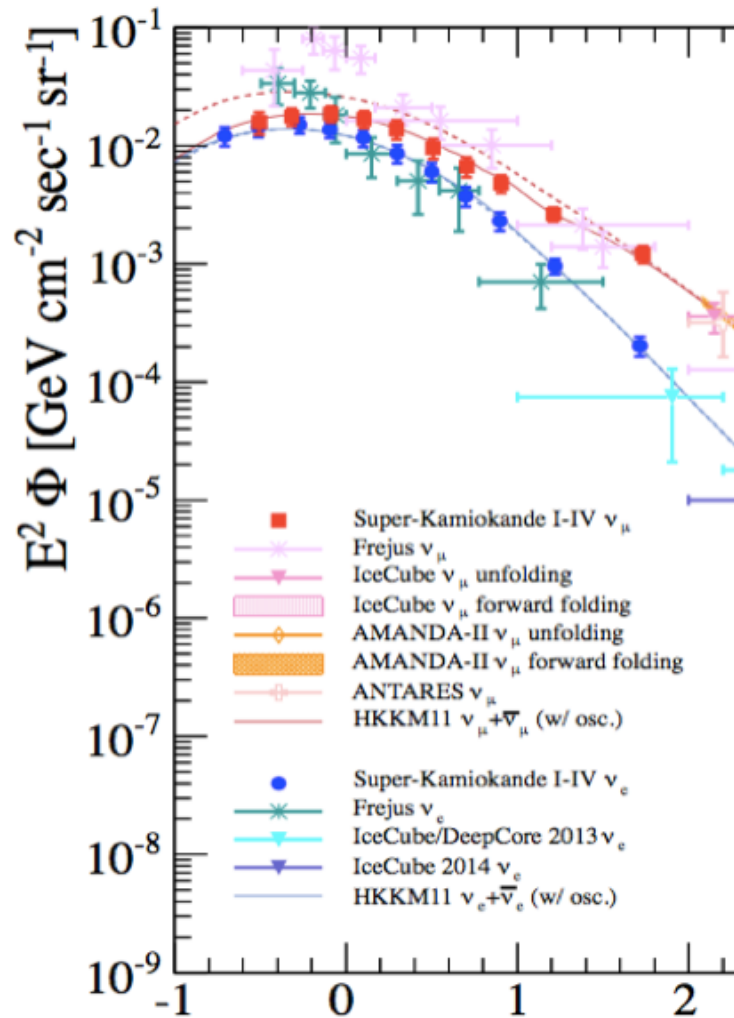 E² Φ [GeV cm⁻² sec⁻¹ sr⁻¹]
10⁻¹
10⁻²
10⁻³
10⁻⁴
10⁻⁵
10⁻⁶
10⁻⁷
10⁻⁸
10⁻⁹
Super-Kamiokande I-IV ν_μ
Frejus ν_μ
IceCube ν_μ unfolding
IceCube ν_μ forward folding
AMANDA-II ν_μ unfolding
AMANDA-II ν_μ forward folding
ANTARES ν_μ
HKKM11 ν_μ+ν̅_μ (w/ osc.)
Super-Kamiokande I-IV ν_e
Frejus ν_e
IceCube/DeepCore 2013 ν_e
IceCube 2014 ν_e
HKKM11 ν_e+ν̅_e (w/ osc.)
-1 0 1 2